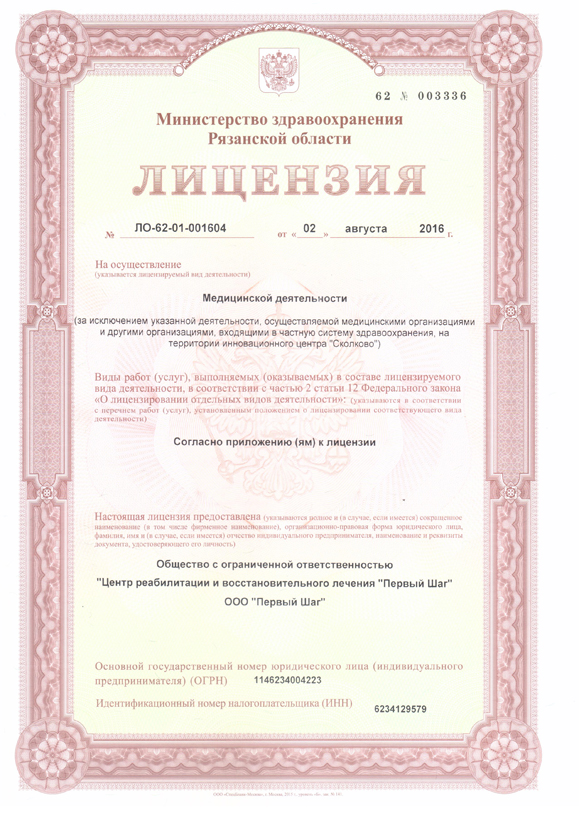 62 № 003336
Министерство здравоохранения
Рязанской области
ЛИЦЕНЗИЯ
№ ЛО-62-01-001604 от «02» августа 2016 г.
На осуществление
(указывается лицензируемый вид деятельности)
Медицинской деятельности
(за исключением указанной деятельности, осуществляемой медицинскими организациями
и другими организациями, входящими в частную систему здравоохранения, на
территории инновационного центра "Сколково")
Виды работ (услуг), выполняемых (оказываемых) в составе лицензируемого
вида деятельности, в соответствии с частью 2 статьи 12 Федерального закона
«О лицензировании отдельных видов деятельности»: (указываются в соответствии
с перечнем работ (услуг), установленным положением о лицензировании соответствующего вида
деятельности)
Согласно приложению (ям) к лицензии
Настоящая лицензия предоставлена (указываются полное и (в случае, если имеется) сокращенное
наименование (в том числе фирменное наименование), организационно-правовая форма юридического лица,
фамилия, имя и (в случае, если имеется) отчество индивидуального предпринимателя, наименование и реквизиты
документа, удостоверяющего его личность)
Общество с ограниченной ответственностью
"Центр реабилитации и восстановительного лечения "Первый Шаг"
ООО "Первый Шаг"
Основной государственный номер юридического лица (индивидуального
предпринимателя) (ОГРН) 1146234004223
Идентификационный номер налогоплательщика (ИНН) 6234129579